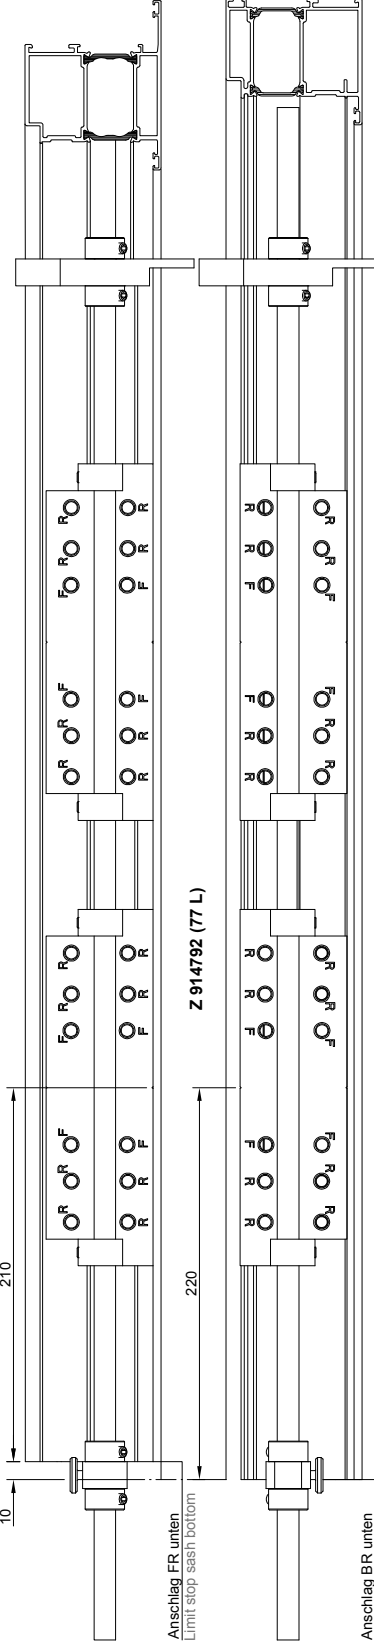 R R
R R
F F
F F
R R
R R
R R
R R
F F
F F
R R
R R
R R
R R
F F
F F
R R
R R
R R
R R
F F
F F
R R
R R
Z 914792 (77 L)
210
10
220
Anschlag FR unten
Limit stop sash bottom
Anschlag BR unten